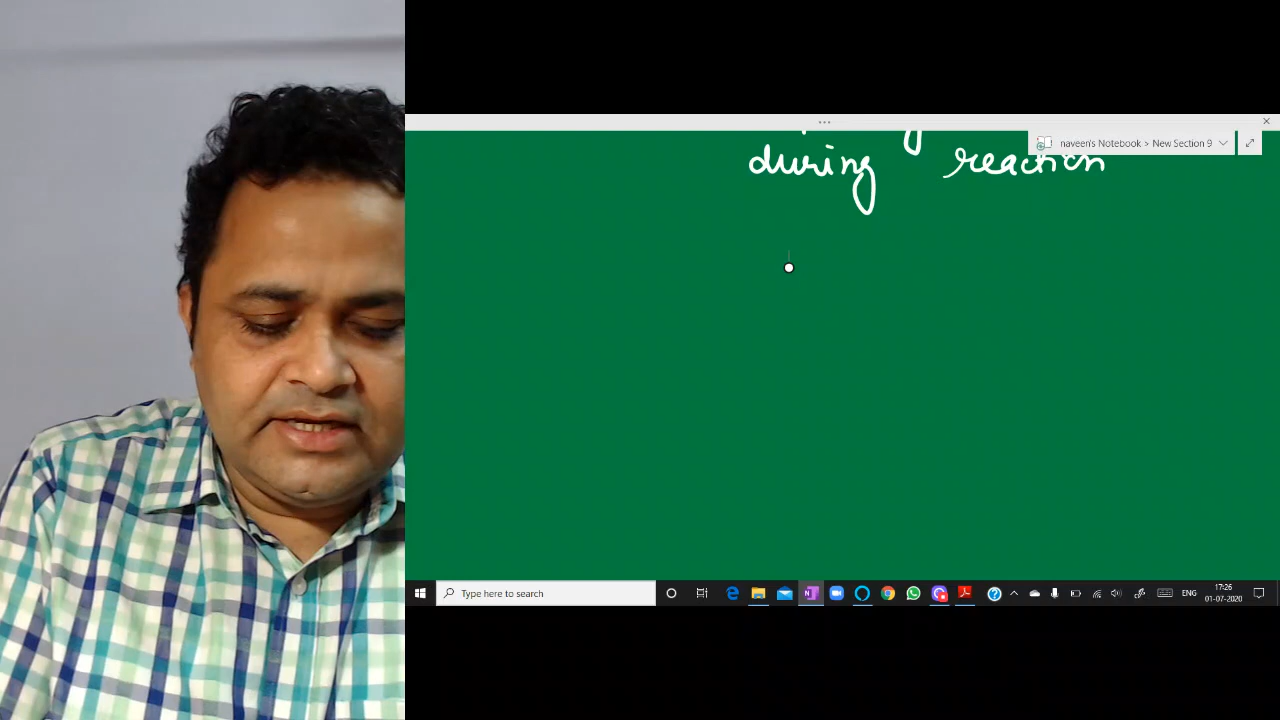 naveen's Notebook > New Section 9
during reaction
Type here to search
ENG
17:26
01-07-2020